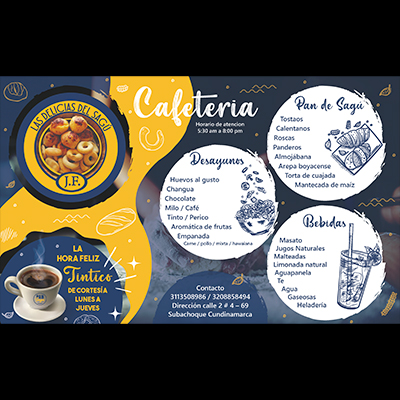 LAS DELICIAS DEL SAGÚ
J.F.
Cafeteria
Horario de atencion
5:30 am a 8:00 pm
Pan de Sagú
Tostaos
Calentanos
Roscas
Panderos
Almojábana
Arepa boyacense
Torta de cuajada
Mantecada de maíz
Desayunos
Huevos al gusto
Changua
Chocolate
Milo / Café
Tinto / Perico
Aromática de frutas
Empanada
Carne / pollo / mixta / hawaiana
Bebidas
Masato
Jugos Naturales
Malteadas
Limonada natural
Aguapanela
Te
Agua
Gaseosas
Heladería
LA
HORA FELIZ
Tintico
DE CORTESÍA
LUNES A
JUEVES
Contacto
3113508986 / 3208858494
Dirección calle 2 # 4 – 69
Subachoque Cundinamarca